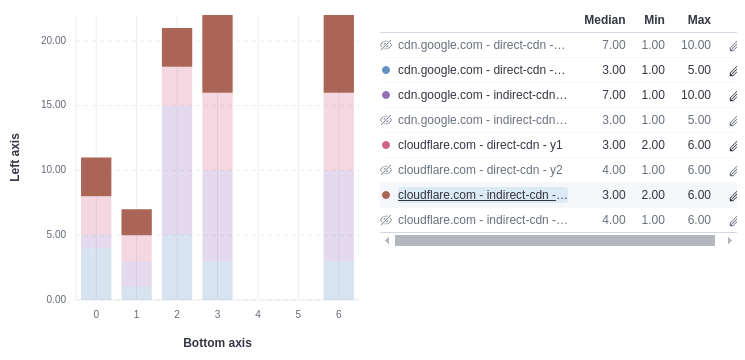 Median Min Max
cdn.google.com - direct-cdn -... 7.00 1.00 10.00
cdn.google.com - direct-cdn -... 3.00 1.00 5.00
cdn.google.com - indirect-cdn... 7.00 1.00 10.00
cdn.google.com - indirect-cdn... 3.00 1.00 5.00
cloudflare.com - direct-cdn - y1 3.00 2.00 6.00
cloudflare.com - direct-cdn - y2 4.00 1.00 6.00
cloudflare.com - indirect-cdn -... 3.00 2.00 6.00
cloudflare.com - indirect-cdn -... 4.00 1.00 6.00
Left axis
20.00
15.00
10.00
5.00
0.00
0 1 2 3 4 5 6
Bottom axis